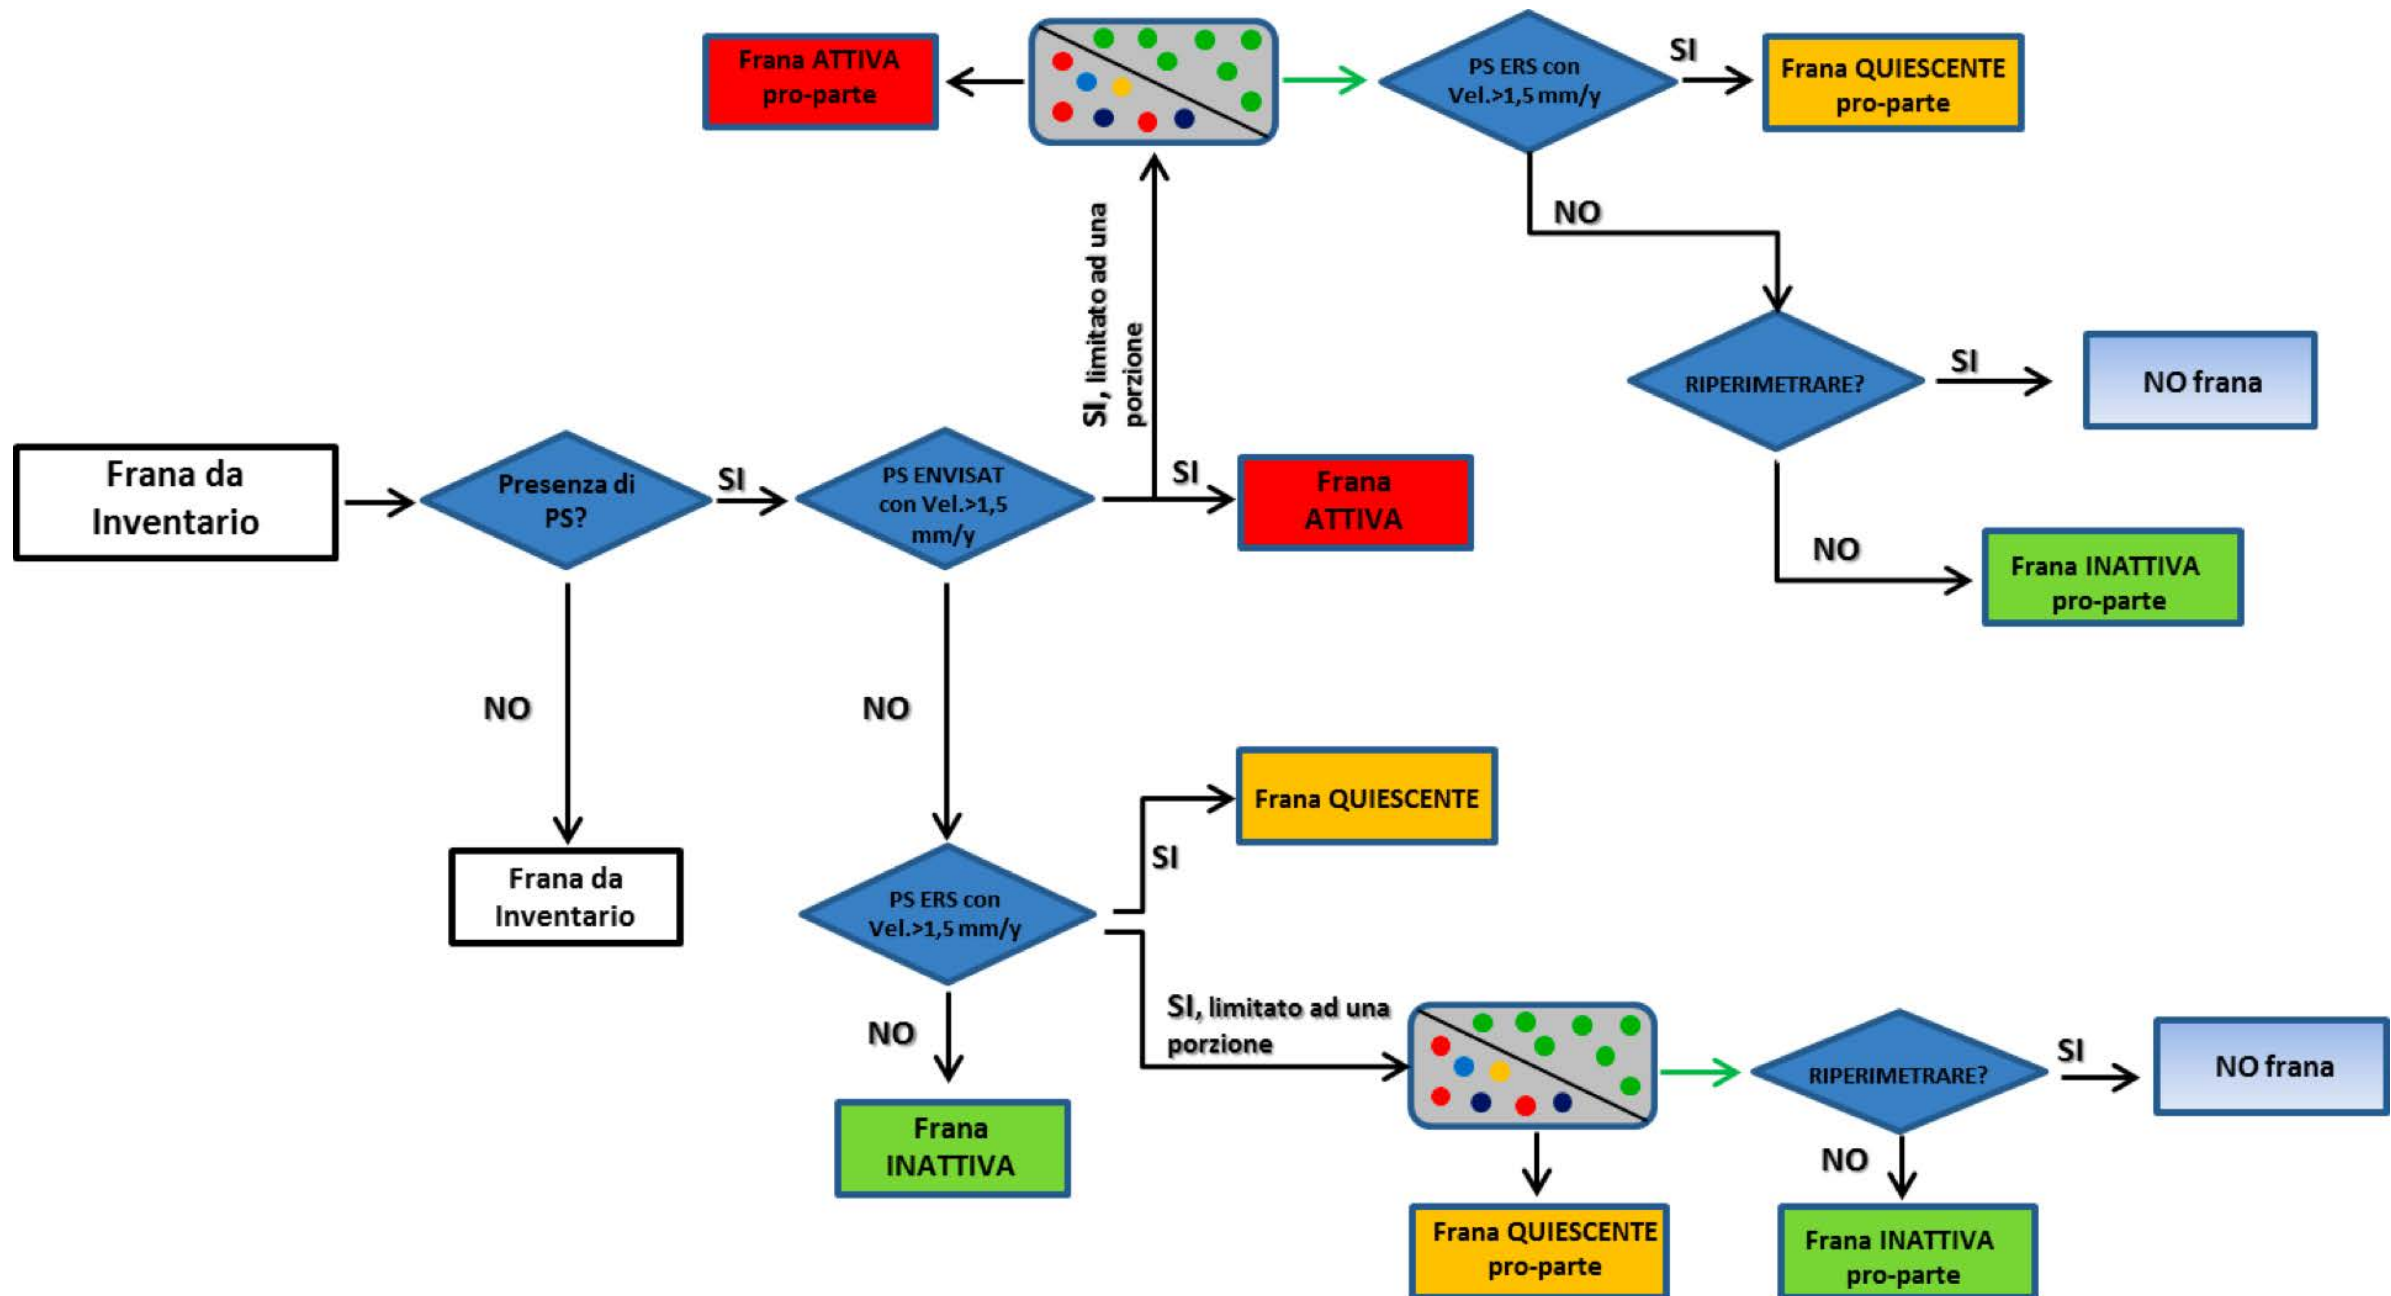 Frana ATTIVA
pro-parte
PS ERS con
Vel.>1,5 mm/y
SI
Frana QUIESCENTE
pro-parte
NO
SI, limitato ad una
porzione
RIPERIMETRARE?
SI
NO frana
NO
Frana INATTIVA
pro-parte
Frana da
Inventario
Presenza di
PS?
SI
PS ENVISAT
con Vel.>1,5
mm/y
SI
Frana
ATTIVA
NO
NO
Frana da
Inventario
PS ERS con
Vel.>1,5 mm/y
SI
Frana QUIESCENTE
SI, limitato ad una
porzione
NO
Frana
INATTIVA
RIPERIMETRARE?
SI
NO frana
NO
Frana QUIESCENTE
pro-parte
Frana INATTIVA
pro-parte